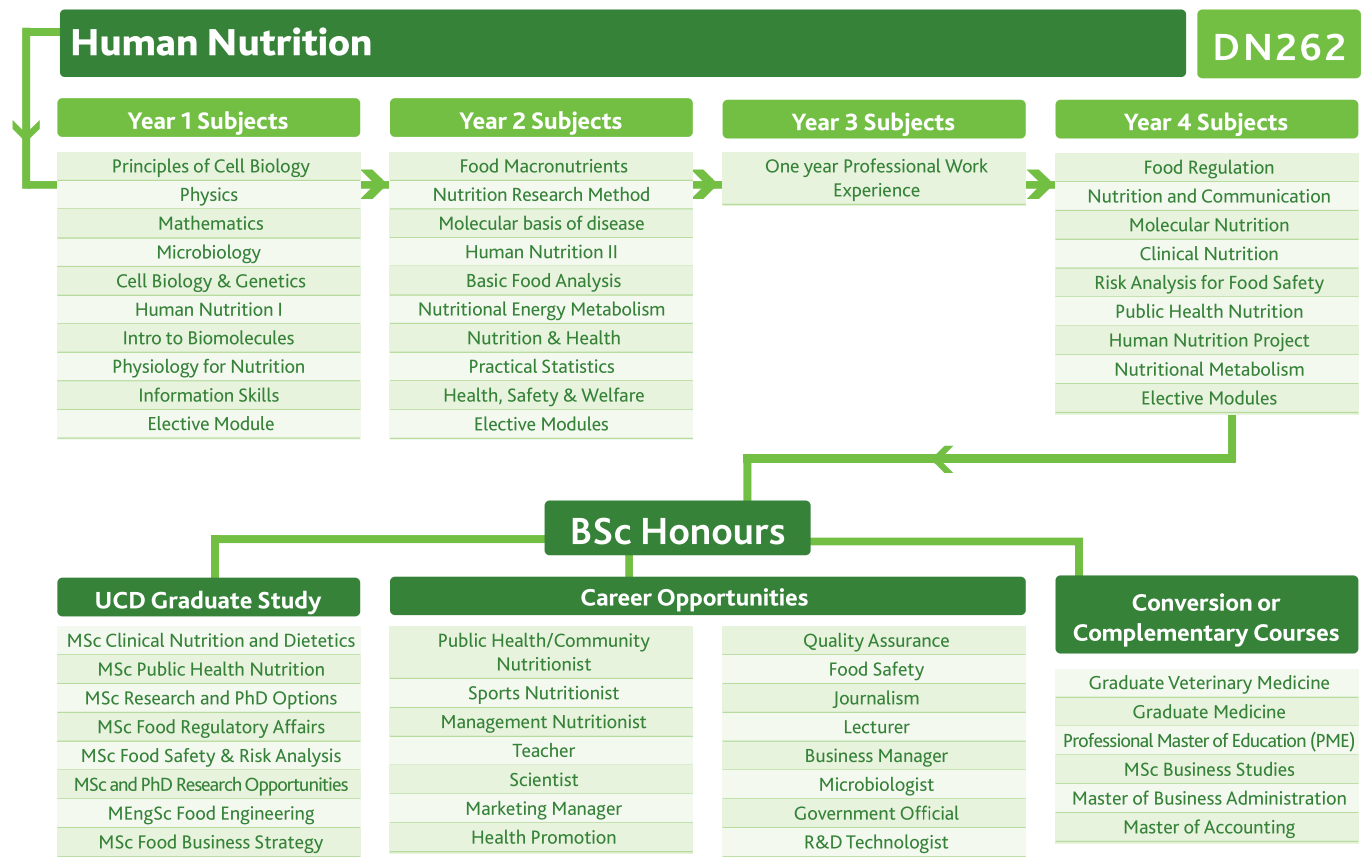 Human Nutrition
DN262
Year 1 Subjects
Principles of Cell Biology
Physics
Mathematics
Microbiology
Cell Biology & Genetics
Human Nutrition I
Intro to Biomolecules
Physiology for Nutrition
Information Skills
Elective Module
Year 2 Subjects
Food Macronutrients
Nutrition Research Method
Molecular basis of disease
Human Nutrition II
Basic Food Analysis
Nutritional Energy Metabolism
Nutrition & Health
Practical Statistics
Health, Safety & Welfare
Elective Modules
Year 3 Subjects
One year Professional Work
Experience
Year 4 Subjects
Food Regulation
Nutrition and Communication
Molecular Nutrition
Clinical Nutrition
Risk Analysis for Food Safety
Public Health Nutrition
Human Nutrition Project
Nutritional Metabolism
Elective Modules
BSc Honours
UCD Graduate Study
MSc Clinical Nutrition and Dietetics
MSc Public Health Nutrition
MSc Research and PhD Options
MSc Food Regulatory Affairs
MSc Food Safety & Risk Analysis
MSc and PhD Research Opportunities
MEngSc Food Engineering
MSc Food Business Strategy
Career Opportunities
Public Health/Community
Nutritionist
Sports Nutritionist
Management Nutritionist
Teacher
Scientist
Marketing Manager
Health Promotion
Quality Assurance
Food Safety
Journalism
Lecturer
Business Manager
Microbiologist
Government Official
R&D Technologist
Conversion or
Complementary Courses
Graduate Veterinary Medicine
Graduate Medicine
Professional Master of Education (PME)
MSc Business Studies
Master of Business Administration
Master of Accounting